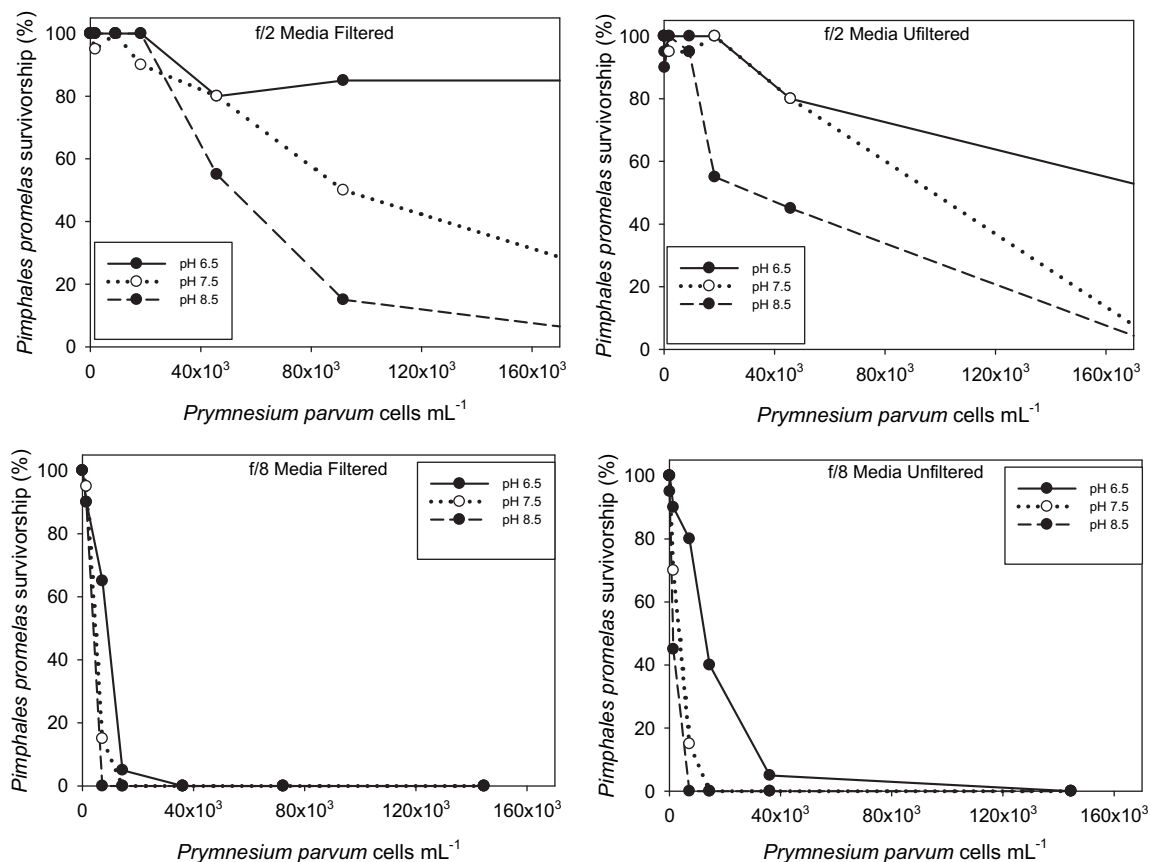 f/2 Media Filtered
Pimphales promelas survivorship (%)
100
80
60
40
20
0
pH 6.5
pH 7.5
pH 8.5
0 40x10³ 80x10³ 120x10³ 160x10³
Prymnesium parvum cells mL⁻¹
f/2 Media Ufiltered
Pimphales promelas survivorship (%)
100
80
60
40
20
0
pH 6.5
pH 7.5
pH 8.5
0 40x10³ 80x10³ 120x10³ 160x10³
Prymnesium parvum cells mL⁻¹
f/8 Media Filtered
Pimphales promelas survivorship (%)
100
80
60
40
20
0
pH 6.5
pH 7.5
pH 8.5
0 40x10³ 80x10³ 120x10³ 160x10³
Prymnesium parvum cells mL⁻¹
f/8 Media Unfiltered
Pimphales promelas survivorship (%)
100
80
60
40
20
0
pH 6.5
pH 7.5
pH 8.5
0 40x10³ 80x10³ 120x10³ 160x10³
Prymnesium parvum cells mL⁻¹